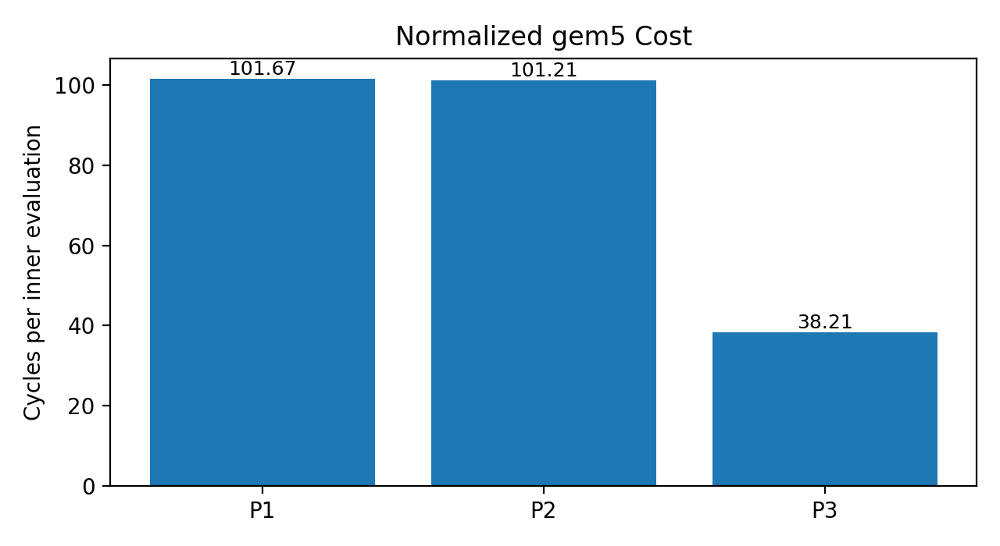 Normalized gem5 Cost
Cycles per inner evaluation
100
80
60
40
20
0
101.67
101.21
38.21
P1
P2
P3